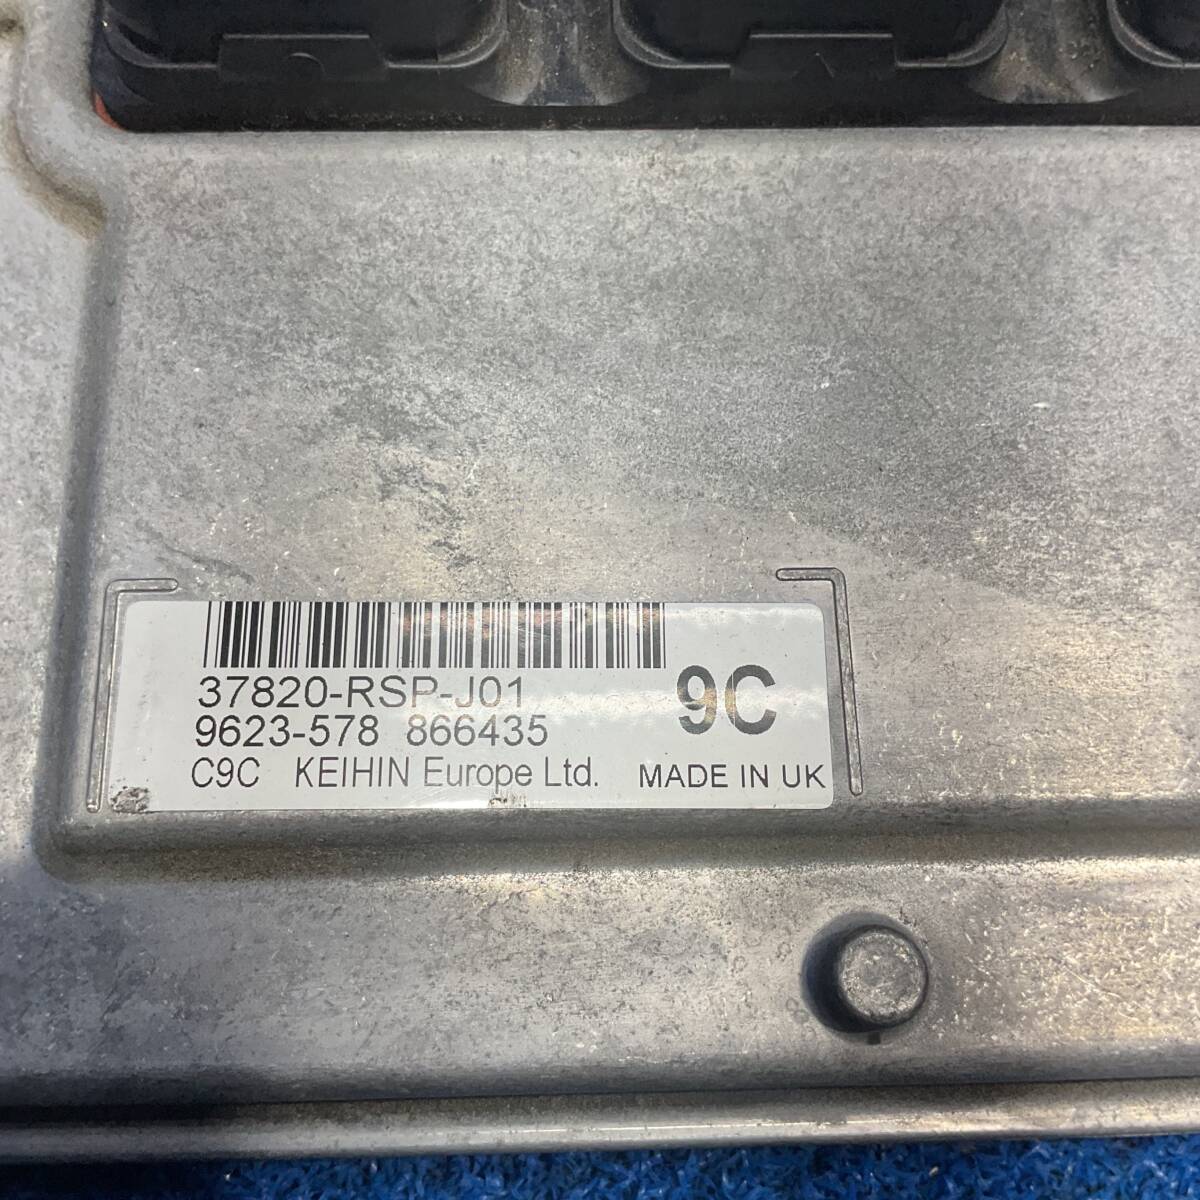 37820-RSP-J01
9623-578 866435
9C
C9C KEIHIN Europe Ltd. MADE IN UK